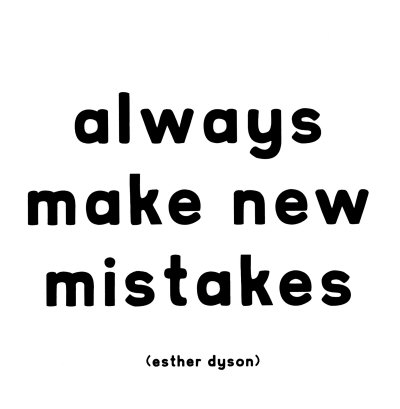 always
make new
mistakes
(esther dyson)